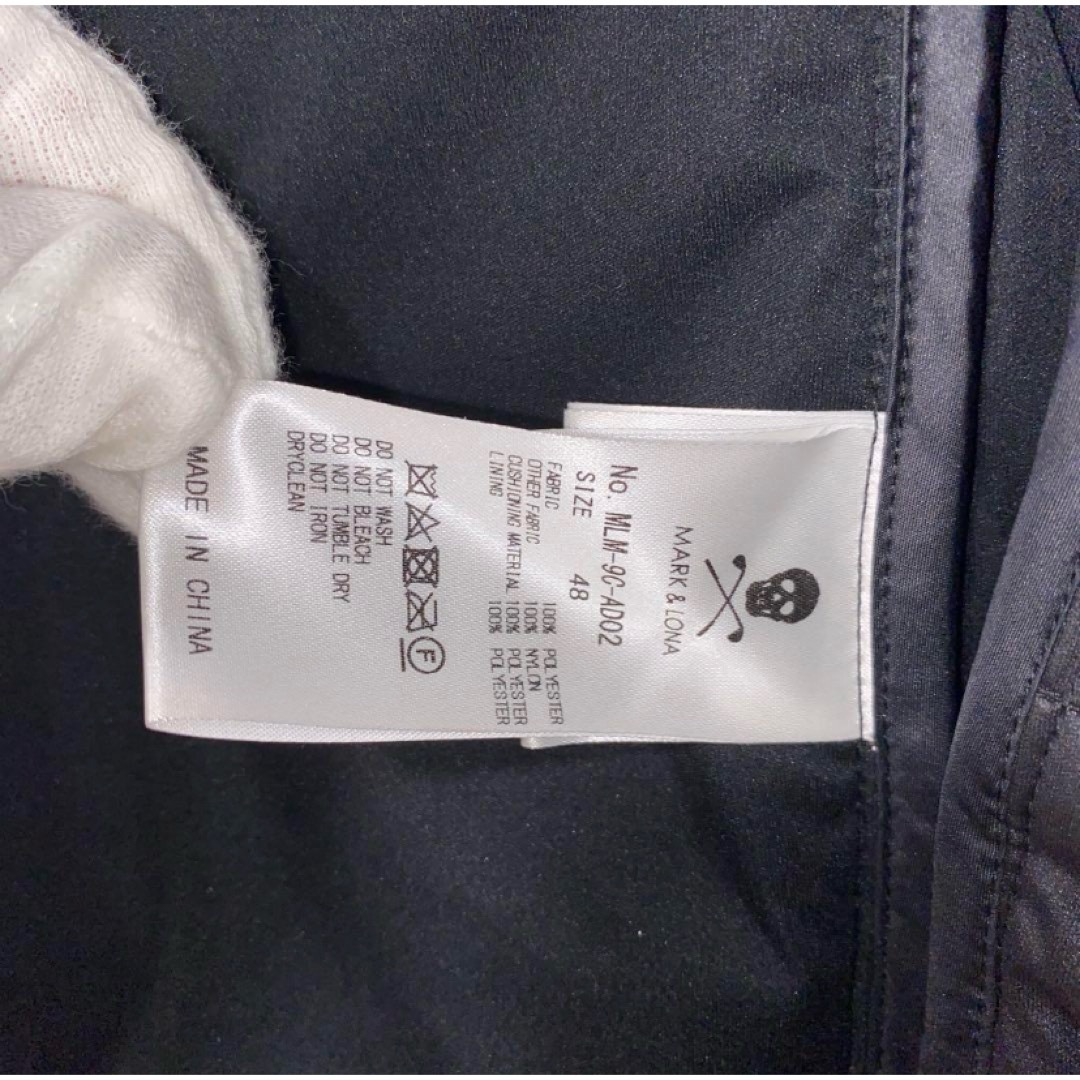 MARK & LONA
No. MLM-9C-AD02
SIZE 48
FABRIC 100% POLYESTER
OTHER FABRIC 100% NYLON
CUSHIONING MATERIAL 100% POLYESTER
LINING 100% POLYESTER
F
DO NOT WASH
DO NOT BLEACH
DO NOT TUMBLE DRY
DO NOT IRON
DRYCLEAN
MADE IN CHINA